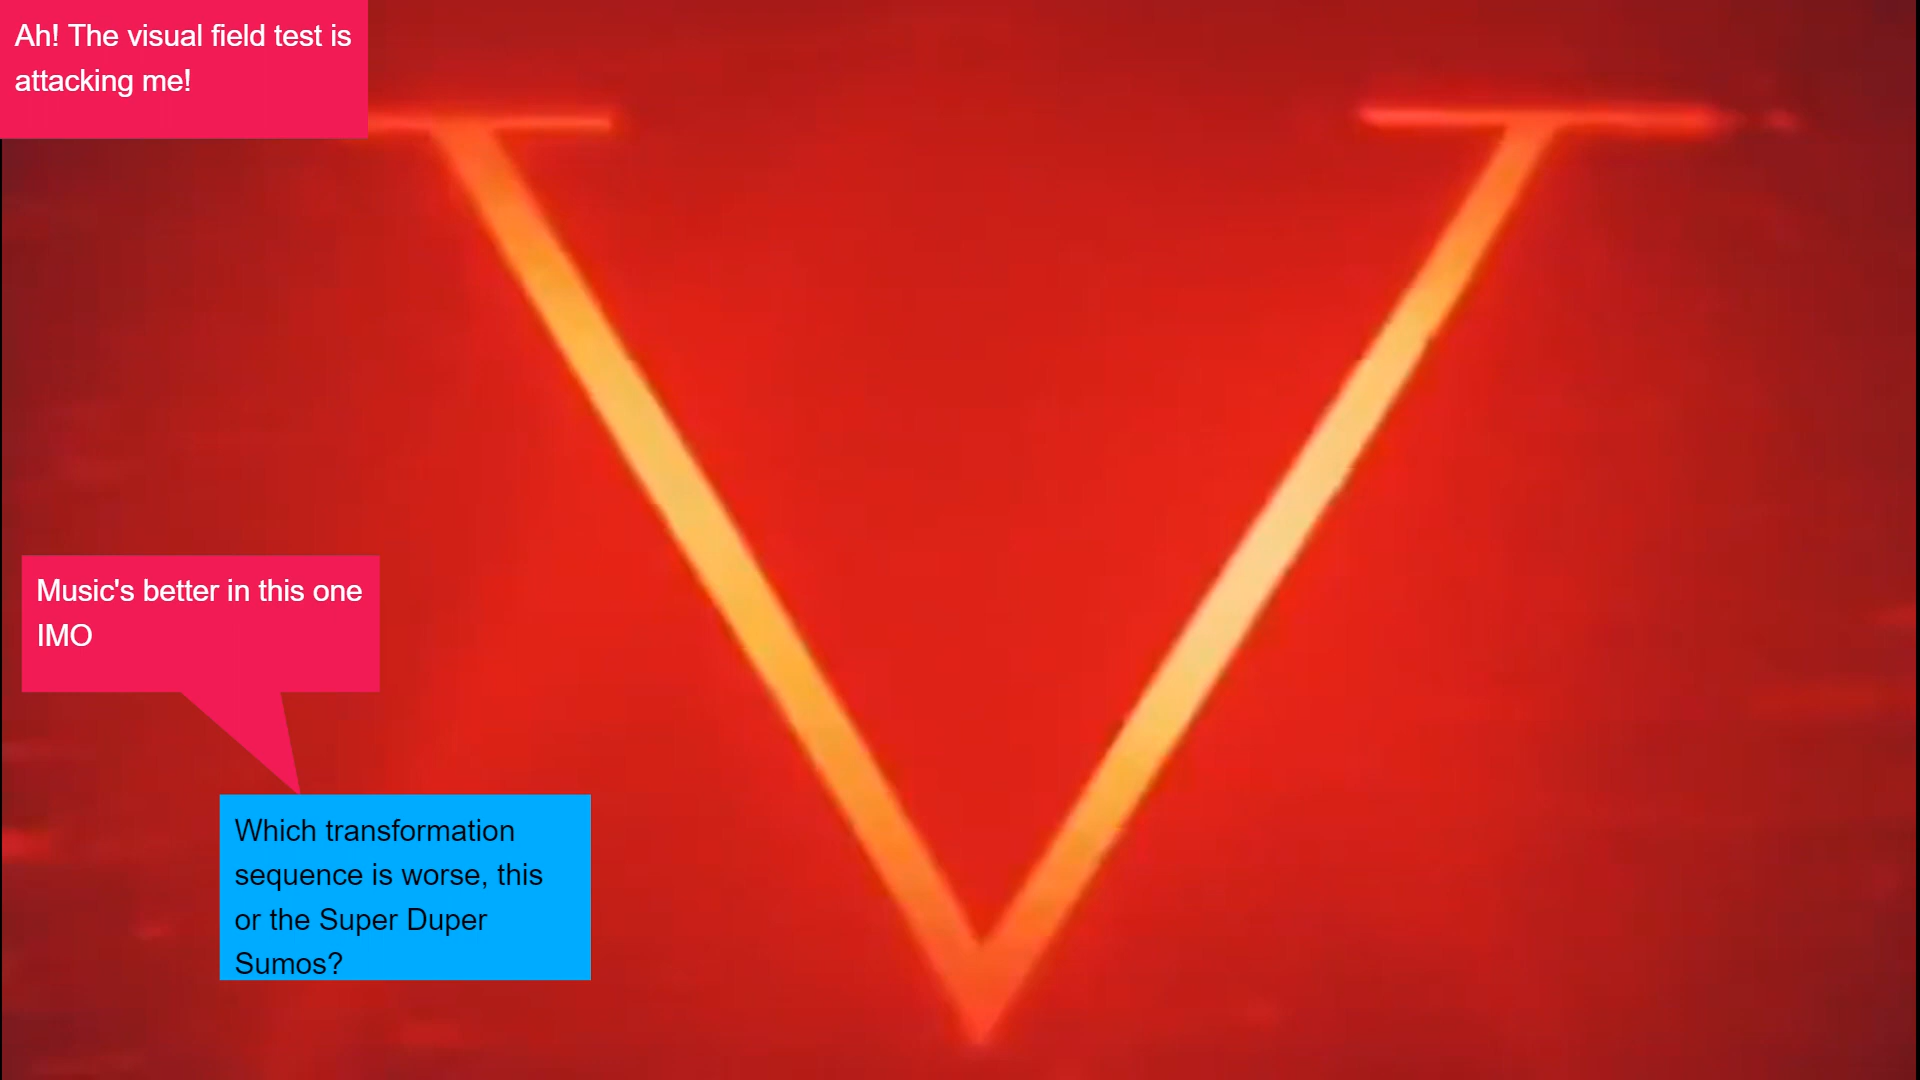 Ah! The visual field test is
attacking me!
V
Music's better in this one
IMO
Which transformation
sequence is worse, this
or the Super Duper
Sumos?